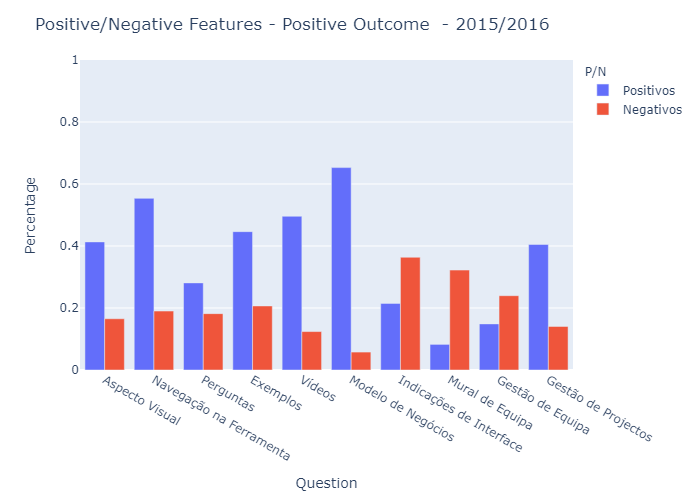 Positive/Negative Features - Positive Outcome  - 2015/2016
P/N
Positivos
Negativos
Percentage
1
0.8
0.6
0.4
0.2
0
Aspecto Visual
Navegação na Ferramenta
Perguntas
Exemplos
Vídeos
Modelo de Negócios
Indicações de Interface
Mural de Equipa
Gestão de Equipa
Gestão de Projectos
Question